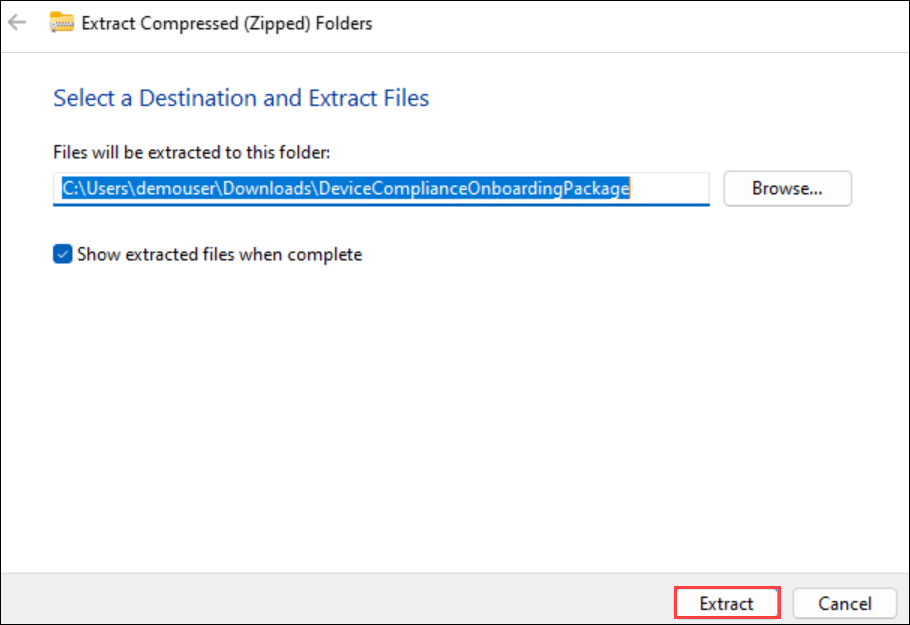 Extract Compressed (Zipped) Folders
Select a Destination and Extract Files
Files will be extracted to this folder:
C:\Users\demouser\Downloads\DeviceComplianceOnboardingPackage
Browse...
Show extracted files when complete
Extract
Cancel